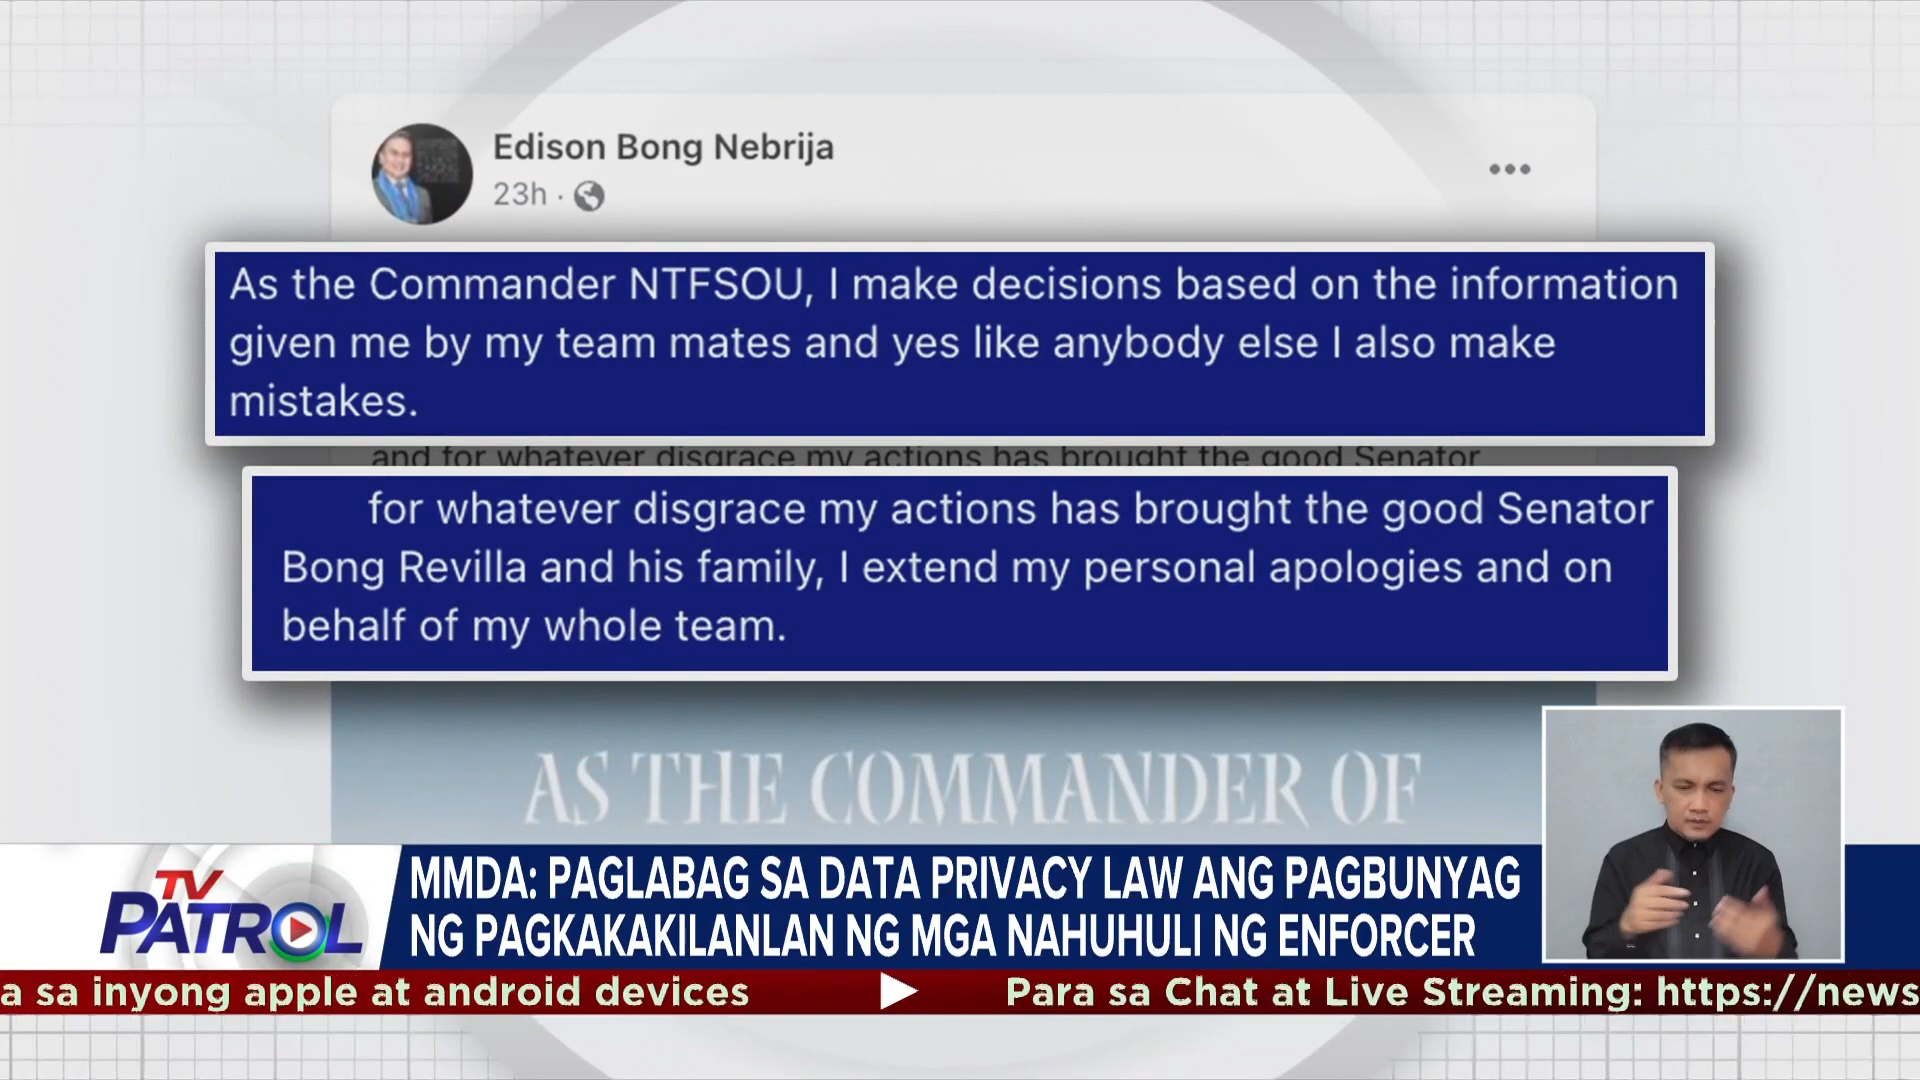 Edison Bong Nebrija
23h ·
As the Commander NTFSOU, I make decisions based on the information
given me by my team mates and yes like anybody else I also make
mistakes.
and for whatever disgrace my actions has brought the good Senator
for whatever disgrace my actions has brought the good Senator
Bong Revilla and his family, I extend my personal apologies and on
behalf of my whole team.
AS THE COMMANDER OF
TV PATROL
MMDA: PAGLABAG SA DATA PRIVACY LAW ANG PAGBUNYAG
NG PAGKAKAKILANLAN NG MGA NAHUHULI NG ENFORCER
a sa inyong apple at android devices
Para sa Chat at Live Streaming: https://news